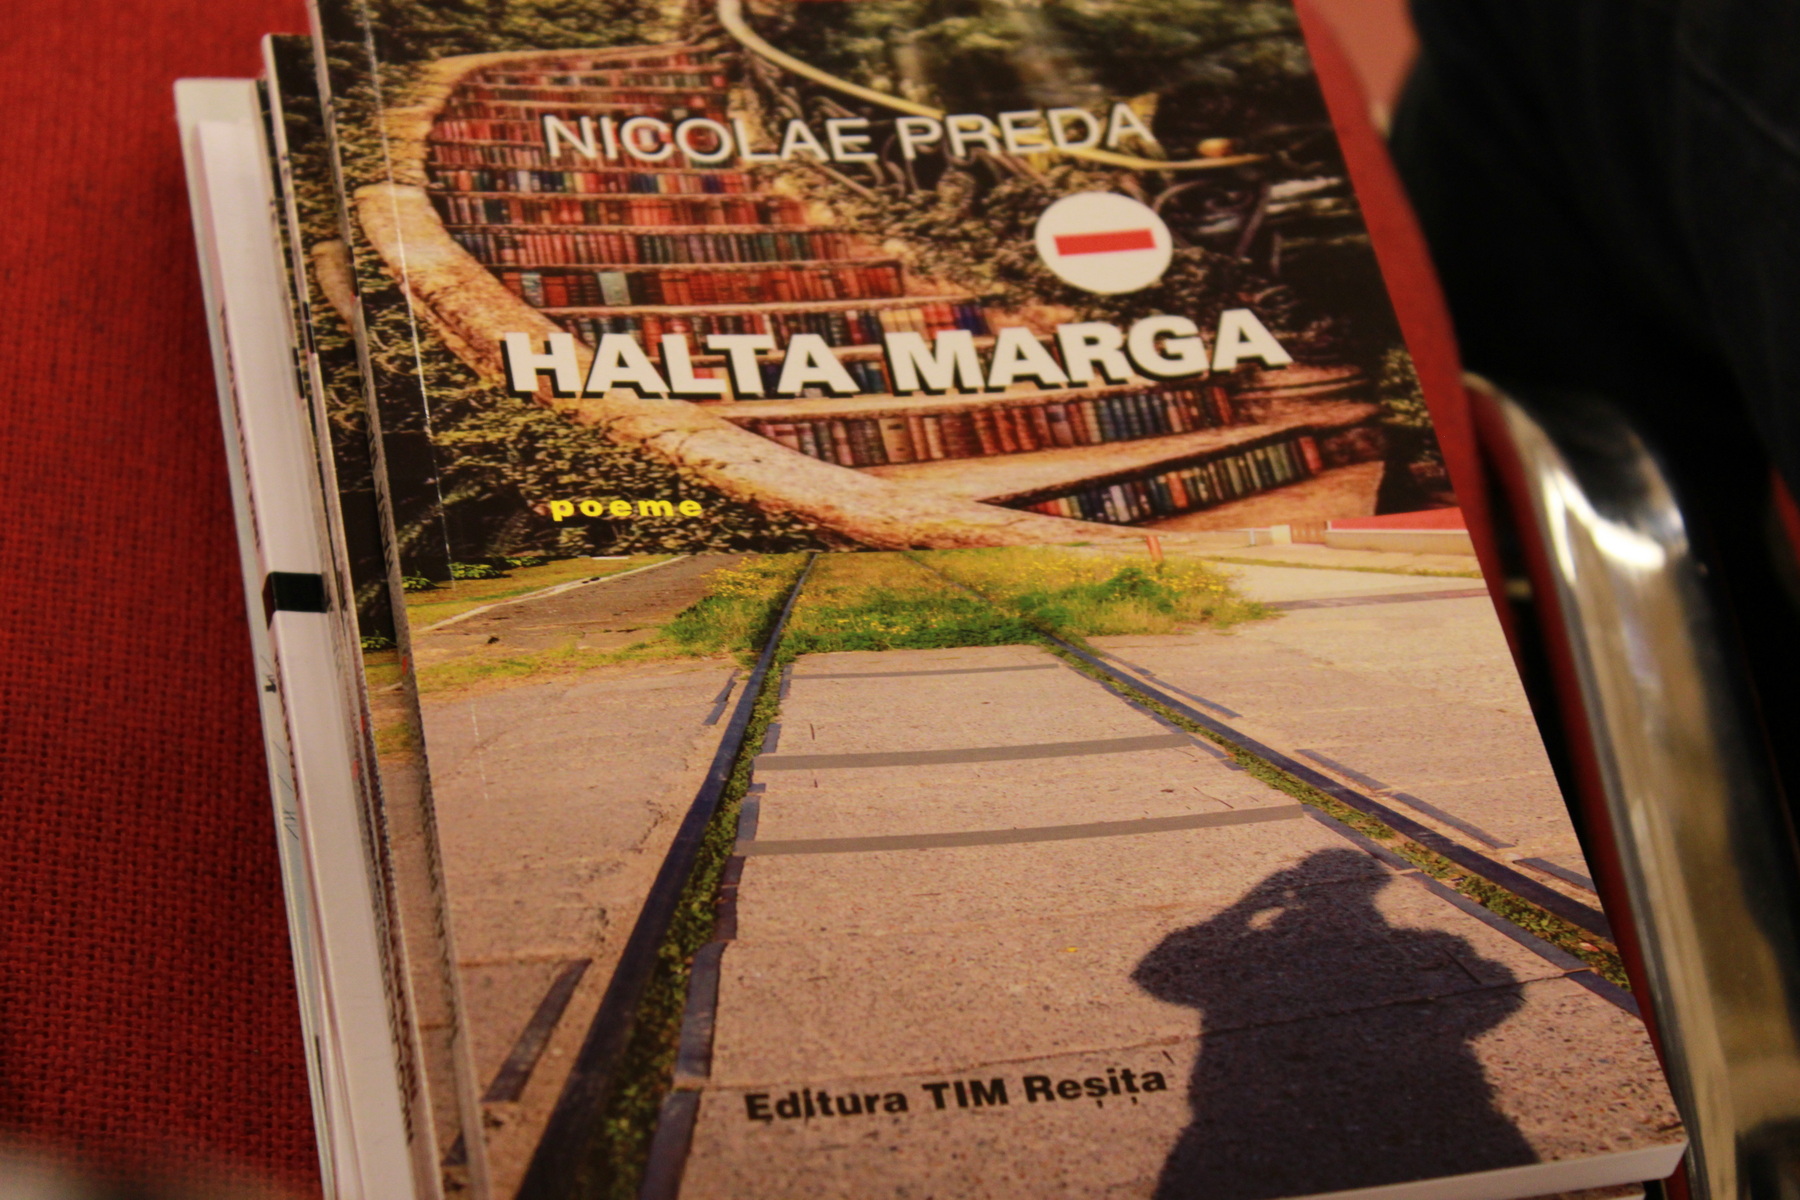 NICOLAE PREDA
HALTA MARGA
poeme
Editura TIM Reșița